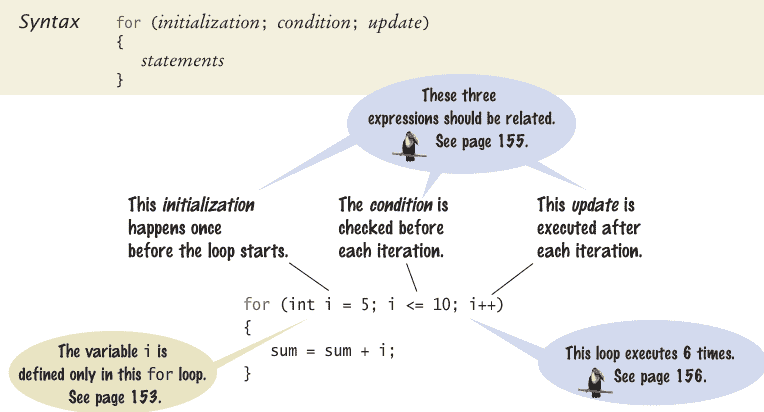 Syntax
for (initialization; condition; update)
{
statements
}
These three
expressions should be related.
See page 155.
This initialization
happens once
before the loop starts.
The condition is
checked before
each iteration.
This update is
executed after
each iteration.
for (int i = 5; i <= 10; i++)
{
sum = sum + i;
}
The variable i is
defined only in this for loop.
See page 153.
This loop executes 6 times.
See page 156.